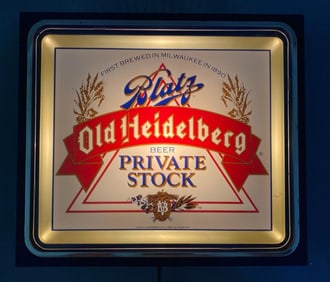 FIRST BREWED IN MILWAUKEE IN 1890
Blatz
Old Heidelberg
®
BEER
PRIVATE
STOCK